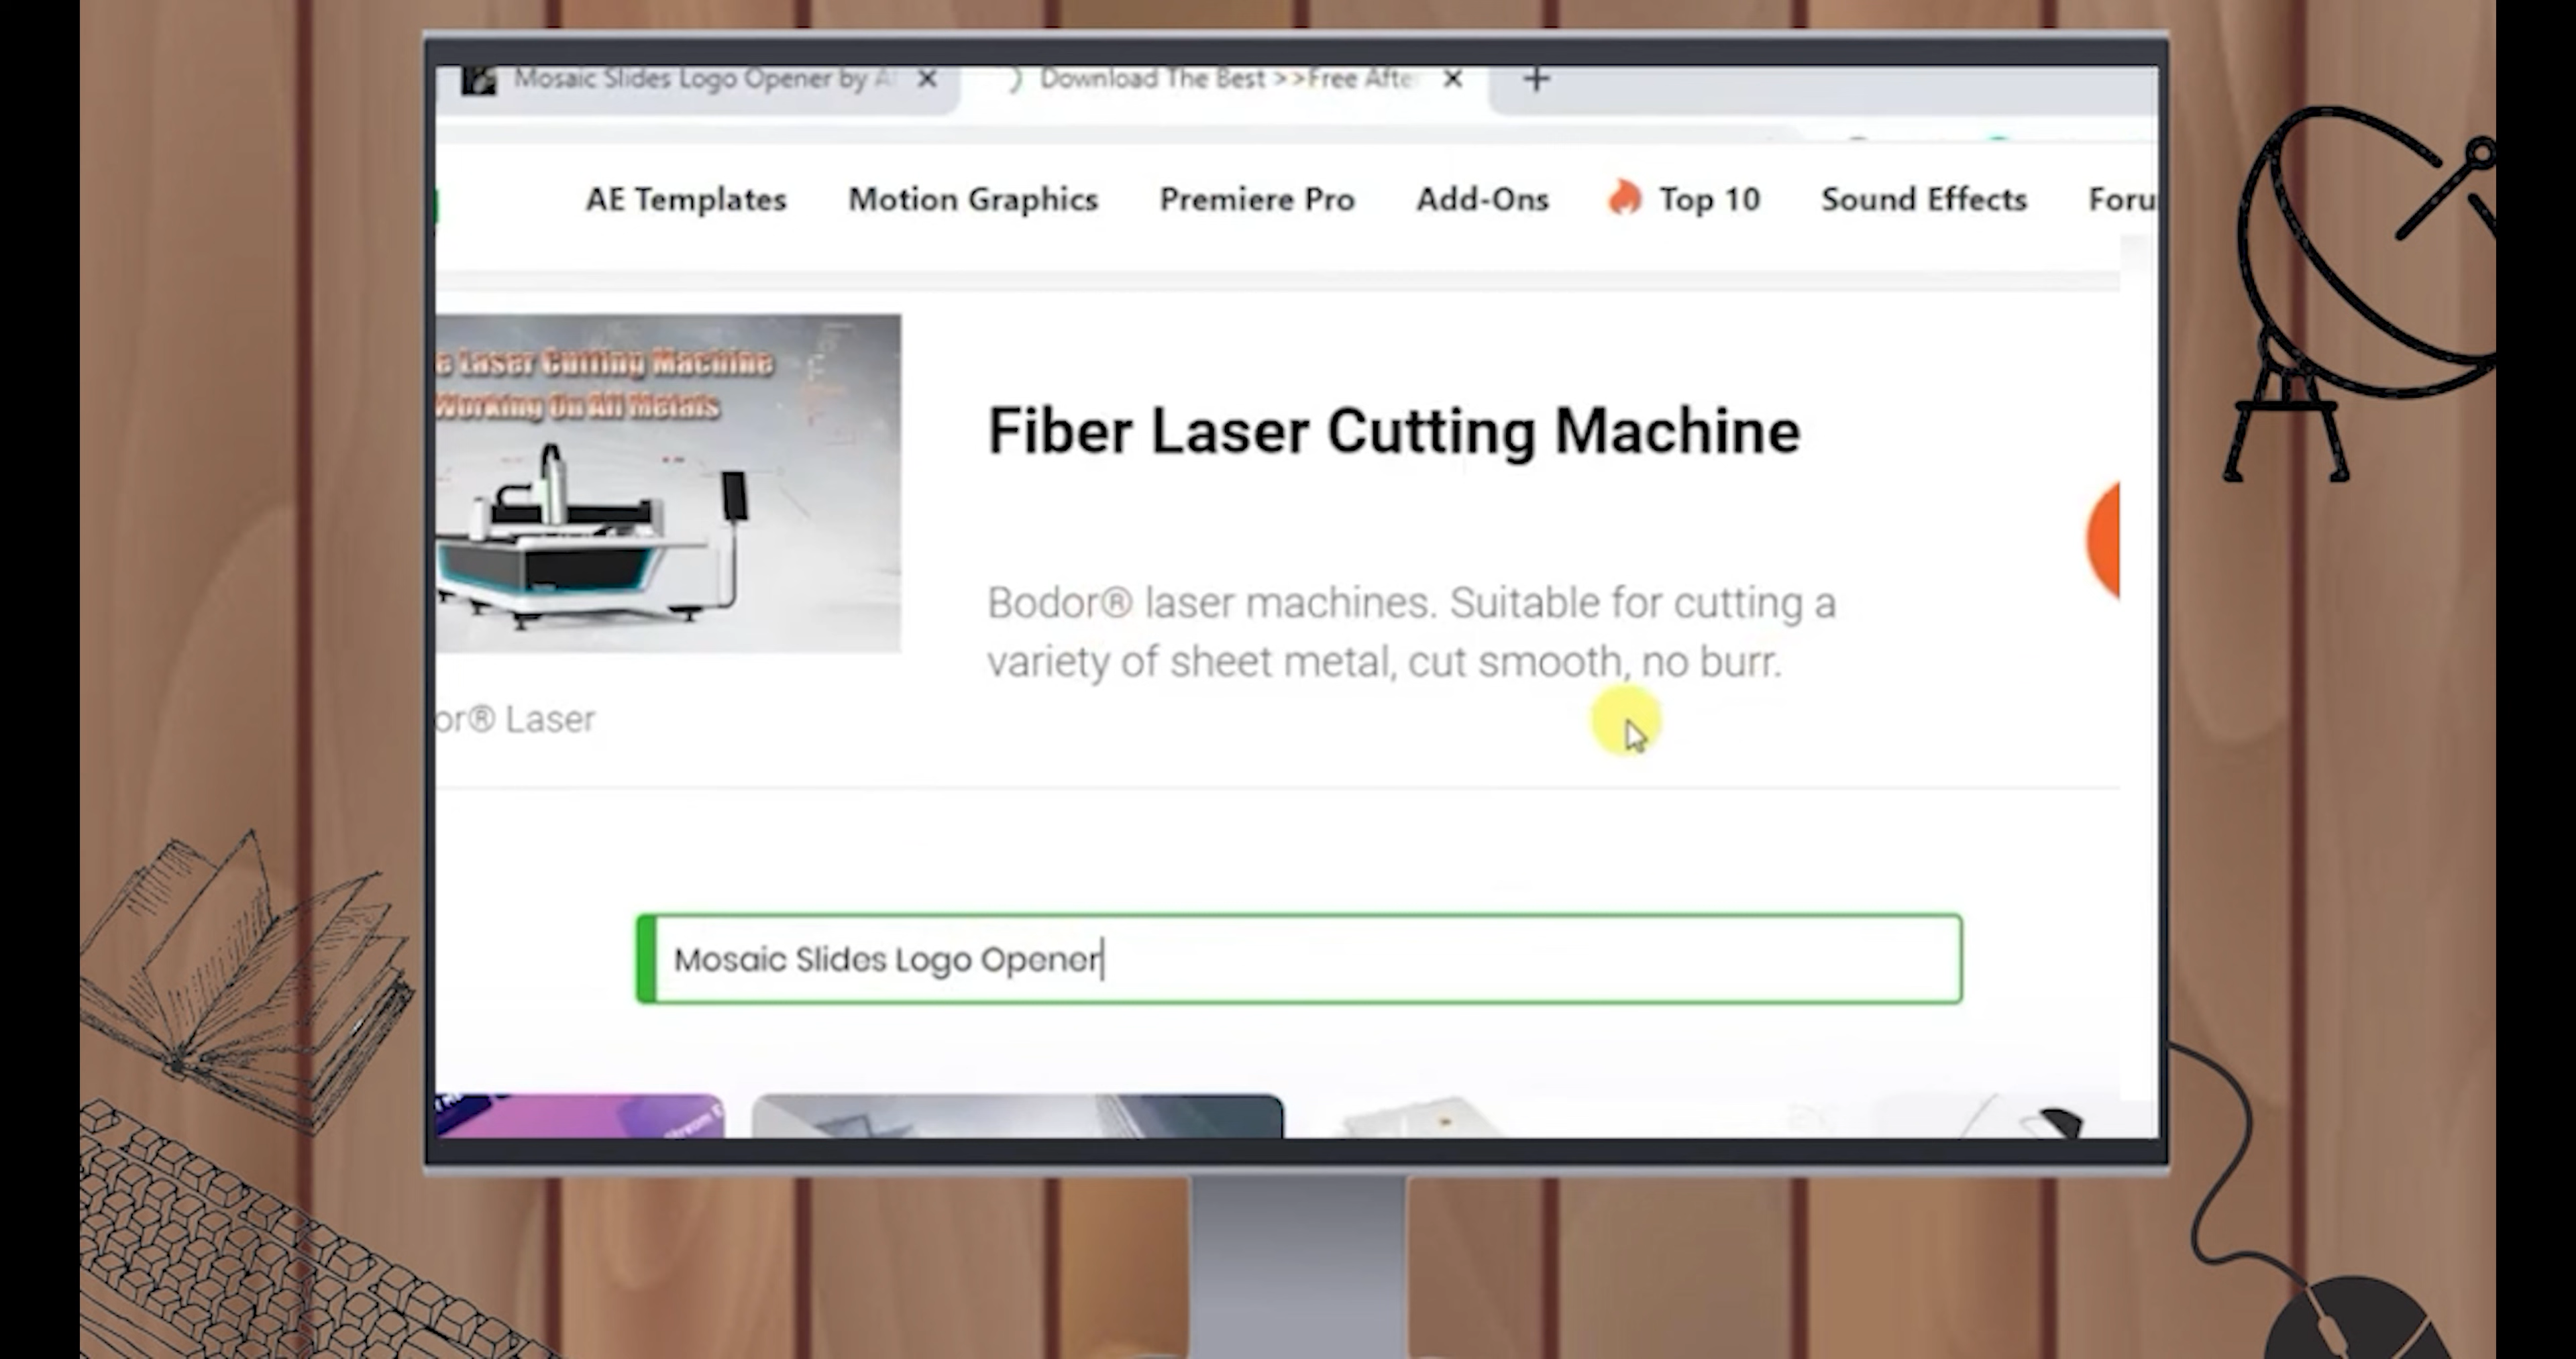 Mosaic Slides Logo Opener by
Download The Best >>Free After
AE Templates Motion Graphics Premiere Pro Add-Ons Top 10 Sound Effects Foru
e Laser Cutting Machine
Working On All Metals
Fiber Laser Cutting Machine
Bodor® laser machines. Suitable for cutting a
variety of sheet metal, cut smooth, no burr.
or® Laser
Mosaic Slides Logo Opener